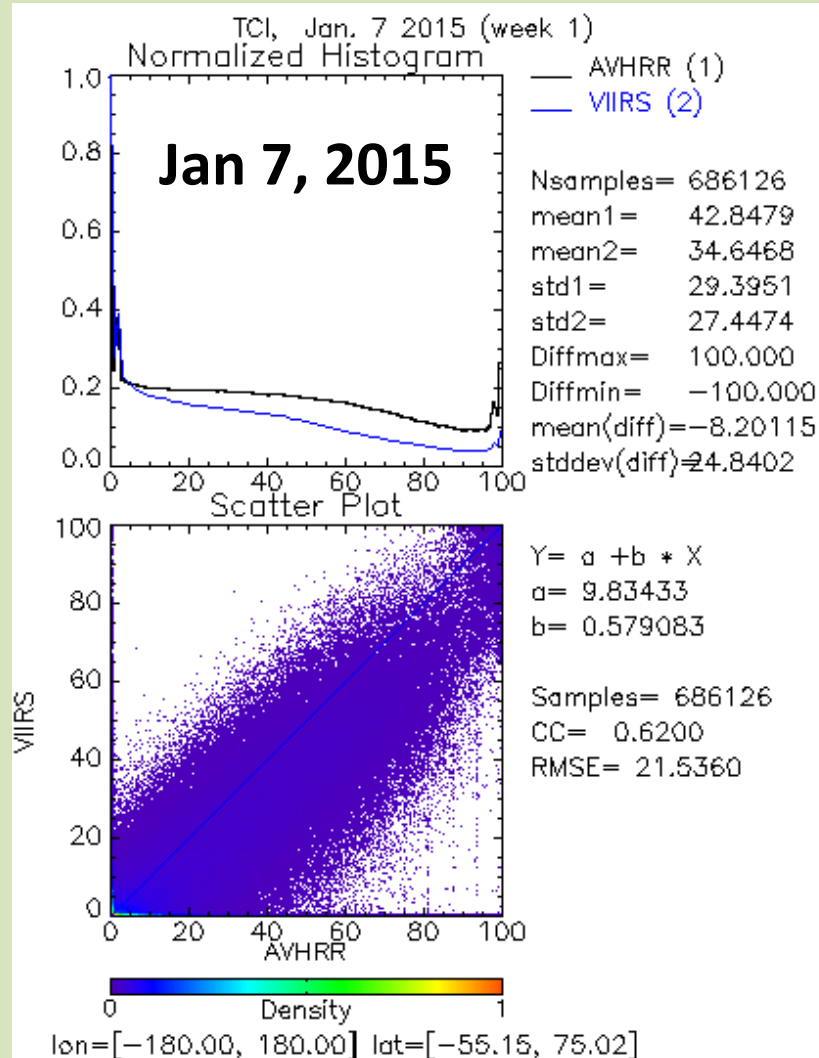 TCI, Jan. 7 2015 (week 1)
Normalized Histogram
AVHRR (1)
VIIRS (2)
Jan 7, 2015
1.0
0.8
0.6
0.4
0.2
0.0
0 20 40 60 80 100
Nsamples= 686126
mean1= 42.8479
mean2= 34.6468
std1= 29.3951
std2= 27.4474
Diffmax= 100.000
Diffmin= -100.000
mean(diff)=-8.20115
stddev(diff)=24.8402
Scatter Plot
100
80
60
40
20
0
VIIRS
0 20 40 60 80 100
AVHRR
Y= a +b * X
a= 9.83433
b= 0.579083
Samples= 686126
CC= 0.6200
RMSE= 21.5360
0 Density 1
lon=[-180.00, 180.00] lat=[-55.15, 75.02]